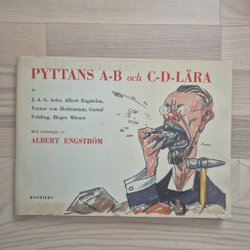 PYTTANS A-B och C-D-LÄRA
Av
J. A. G. Acke, Albert Engström,
Verner von Heidenstam, Gustaf
Fröding, Birger Mörner
Med teckningar av
ALBERT ENGSTRÖM
BONNIERS